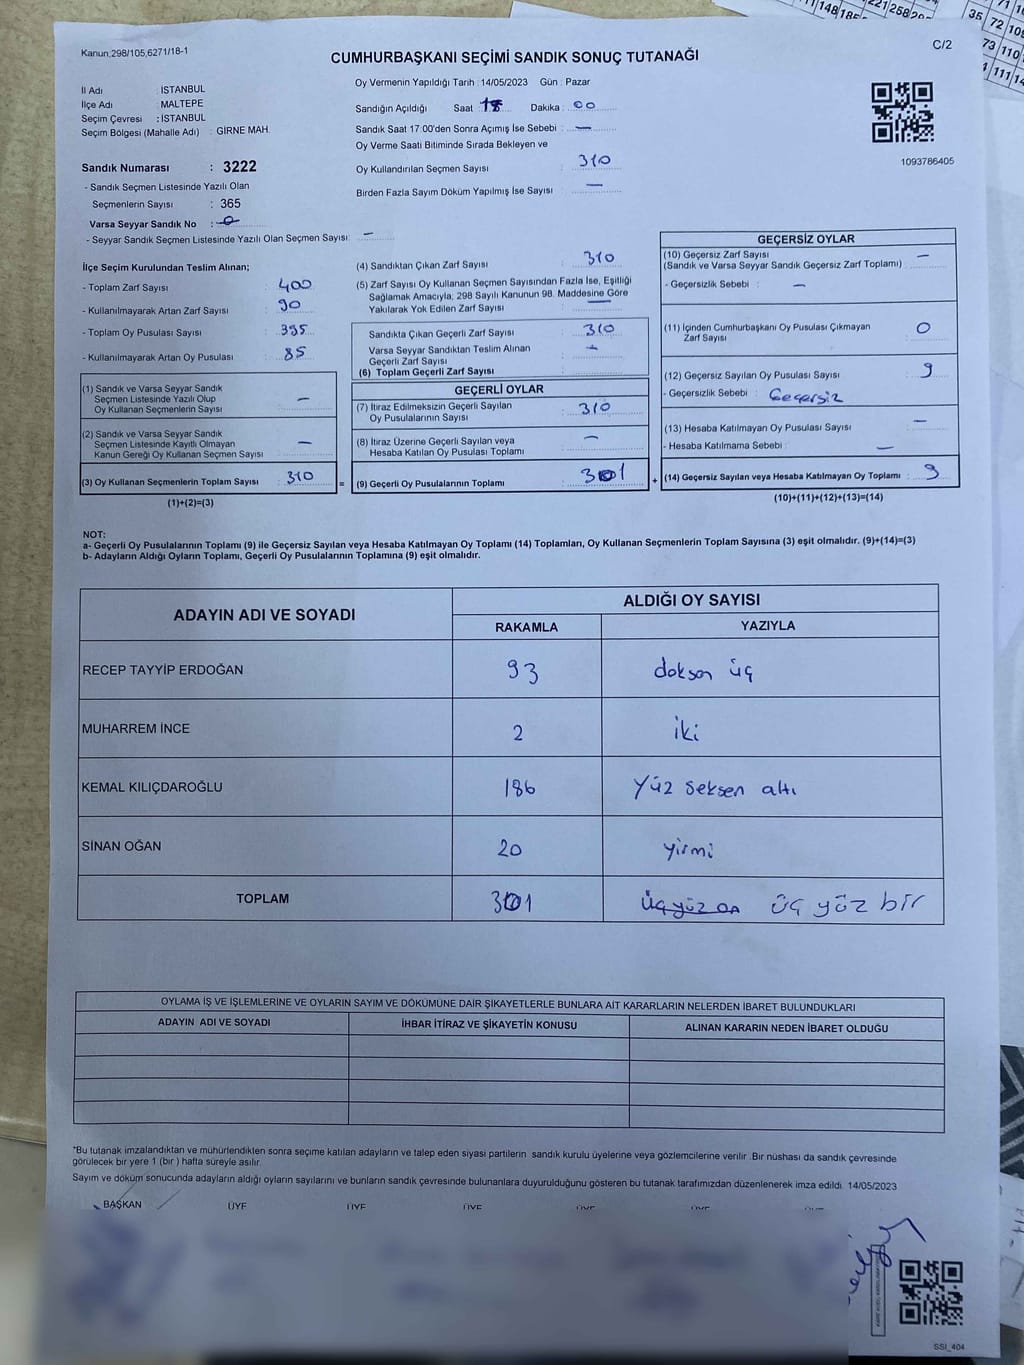 Kanun:298/105,6271/18-1
C/2
CUMHURBAŞKANI SEÇİMİ SANDIK SONUÇ TUTANAĞI
İl Adı : İSTANBUL
İlçe Adı : MALTEPE
Seçim Çevresi : İSTANBUL
Seçim Bölgesi (Mahalle Adı) : GİRNE MAH.
Sandık Numarası : 3222
- Sandık Seçmen Listesinde Yazılı Olan
Seçmenlerin Sayısı : 365
Varsa Seyyar Sandık No : 0
- Seyyar Sandık Seçmen Listesinde Yazılı Olan Seçmen Sayısı: —
Oy Vermenin Yapıldığı Tarih : 14/05/2023 Gün : Pazar
Sandığın Açıldığı Saat 18 Dakika : 00
Sandık Saat 17:00'den Sonra Açımış İse Sebebi : —
Oy Verme Saati Bitiminde Sırada Bekleyen ve
Oy Kullandırılan Seçmen Sayısı : 310
Birden Fazla Sayım Döküm Yapılmış İse Sayısı : —
1093786405
İlçe Seçim Kurulundan Teslim Alınan;
- Toplam Zarf Sayısı : 400
- Kullanılmayarak Artan Zarf Sayısı : 90
- Toplam Oy Pusulası Sayısı : 395
- Kullanılmayarak Artan Oy Pusulası : 85
(1) Sandık ve Varsa Seyyar Sandık
Seçmen Listesinde Yazılı Olup
Oy Kullanan Seçmenlerin Sayısı : —
(2) Sandık ve Varsa Seyyar Sandık
Seçmen Listesinde Kayıtlı Olmayan
Kanun Gereği Oy Kullanan Seçmen Sayısı : —
(3) Oy Kullanan Seçmenlerin Toplam Sayısı : 310
(1)+(2)=(3)
=
(4) Sandıktan Çıkan Zarf Sayısı : 310
(5) Zarf Sayısı Oy Kullanan Seçmen Sayısından Fazla İse, Eşitliği
Sağlamak Amacıyla; 298 Sayılı Kanunun 98. Maddesine Göre
Yakılarak Yok Edilen Zarf Sayısı : —
Sandıkta Çıkan Geçerli Zarf Sayısı : 310
Varsa Seyyar Sandıktan Teslim Alınan
Geçerli Zarf Sayısı : —
(6) Toplam Geçerli Zarf Sayısı :
GEÇERLİ OYLAR
(7) İtiraz Edilmeksizin Geçerli Sayılan
Oy Pusulalarının Sayısı : 310
(8) İtiraz Üzerine Geçerli Sayılan veya
Hesaba Katılan Oy Pusulası Toplamı : —
(9) Geçerli Oy Pusulalarının Toplamı : 301
+
GEÇERSİZ OYLAR
(10) Geçersiz Zarf Sayısı —
(Sandık ve Varsa Seyyar Sandık Geçersiz Zarf Toplamı) :
- Geçersizlik Sebebi : —
(11) İçinden Cumhurbaşkanı Oy Pusulası Çıkmayan
Zarf Sayısı : 0
(12) Geçersiz Sayılan Oy Pusulası Sayısı : 9
- Geçersizlik Sebebi : Geçersiz
(13) Hesaba Katılmayan Oy Pusulası Sayısı : —
- Hesaba Katılmama Sebebi : —
(14) Geçersiz Sayılan veya Hesaba Katılmayan Oy Toplamı : 9
(10)+(11)+(12)+(13)=(14)
NOT:
a- Geçerli Oy Pusulalarının Toplamı (9) ile Geçersiz Sayılan veya Hesaba Katılmayan Oy Toplamı (14) Toplamları, Oy Kullanan Seçmenlerin Toplam Sayısına (3) eşit olmalıdır. (9)+(14)=(3)
b- Adayların Aldığı Oyların Toplamı, Geçerli Oy Pusulalarının Toplamına (9) eşit olmalıdır.
ADAYIN ADI VE SOYADI
ALDIĞI OY SAYISI
RAKAMLA YAZIYLA
RECEP TAYYİP ERDOĞAN 93 doksan üç
MUHARREM İNCE 2 iki
KEMAL KILIÇDAROĞLU 186 Yüz seksen altı
SİNAN OĞAN 20 yirmi
TOPLAM 301 üçyüz on üç yüz bir
OYLAMA İŞ VE İŞLEMLERİNE VE OYLARIN SAYIM VE DÖKÜMÜNE DAİR ŞİKAYETLERLE BUNLARA AİT KARARLARIN NELERDEN İBARET BULUNDUKLARI
ADAYIN ADI VE SOYADI İHBAR İTİRAZ VE ŞİKAYETİN KONUSU ALINAN KARARIN NEDEN İBARET OLDUĞU
*Bu tutanak imzalandıktan ve mühürlendikten sonra seçime katılan adayların ve talep eden siyasi partilerin sandık kurulu üyelerine veya gözlemcilerine verilir. Bir nüshası da sandık çevresinde
görülecek bir yere 1 (bir ) hafta süreyle asılır.
Sayım ve döküm sonucunda adayların aldığı oyların sayılarını ve bunların sandık çevresinde bulunanlara duyurulduğunu gösteren bu tutanak tarafımızdan düzenlenerek imza edildi. 14/05/2023
BAŞKAN ÜYE ÜYE ÜYE ÜYE ÜYE
SSI_404